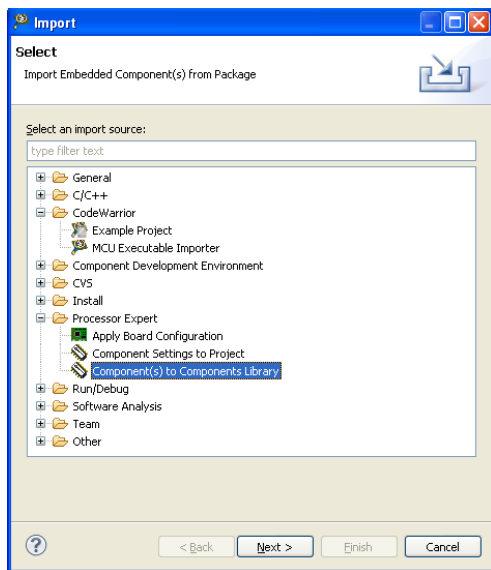 Import
Select
Import Embedded Component(s) from Package
Select an import source:
type filter text
General
C/C++
CodeWarrior
Example Project
MCU Executable Importer
Component Development Environment
CVS
Install
Processor Expert
Apply Board Configuration
Component Settings to Project
Component(s) to Components Library
Run/Debug
Software Analysis
Team
Other
< Back Next > Finish Cancel